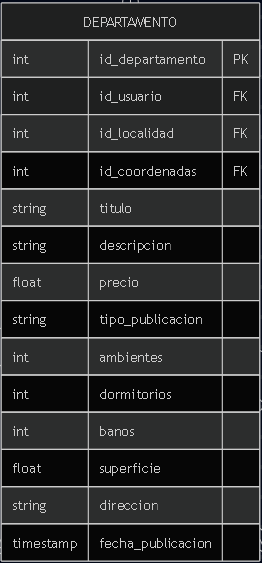 DEPARTAMENTO
int id_departamento PK
int id_usuario FK
int id_localidad FK
int id_coordenadas FK
string titulo
string descripcion
float precio
string tipo_publicacion
int ambientes
int dormitorios
int banos
float superficie
string direccion
timestamp fecha_publicacion